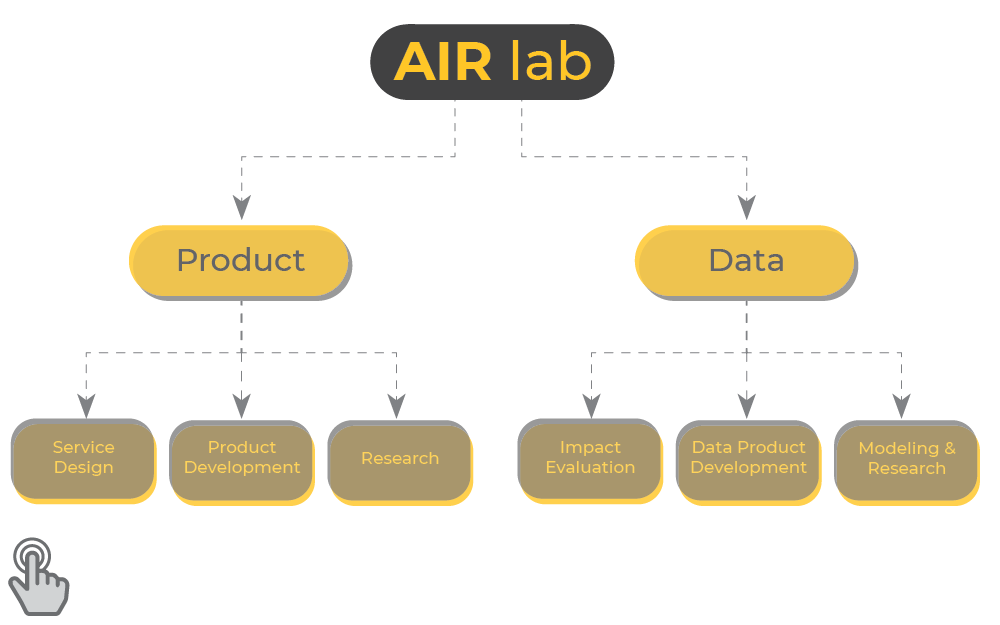 AIR lab
Product
Data
Service
Design
Product
Development
Research
Impact
Evaluation
Data Product
Development
Modeling &
Research